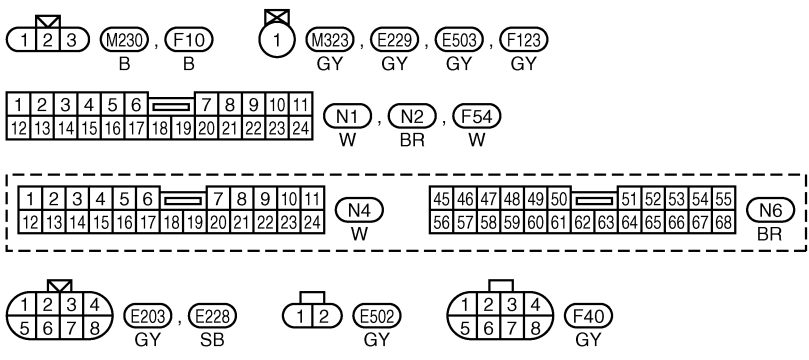 1 2 3 M230 , F10 1 M323 , E229 , E503 , F123
B B GY GY GY GY
1 2 3 4 5 6 7 8 9 10 11 N1 , N2 , F54
12 13 14 15 16 17 18 19 20 21 22 23 24 W BR W
1 2 3 4 5 6 7 8 9 10 11 N4 45 46 47 48 49 50 51 52 53 54 55 N6
12 13 14 15 16 17 18 19 20 21 22 23 24 W 56 57 58 59 60 61 62 63 64 65 66 67 68 BR
1 2 3 4 E203 , E228 1 2 E502 1 2 3 4 F40
5 6 7 8 GY SB GY 5 6 7 8 GY